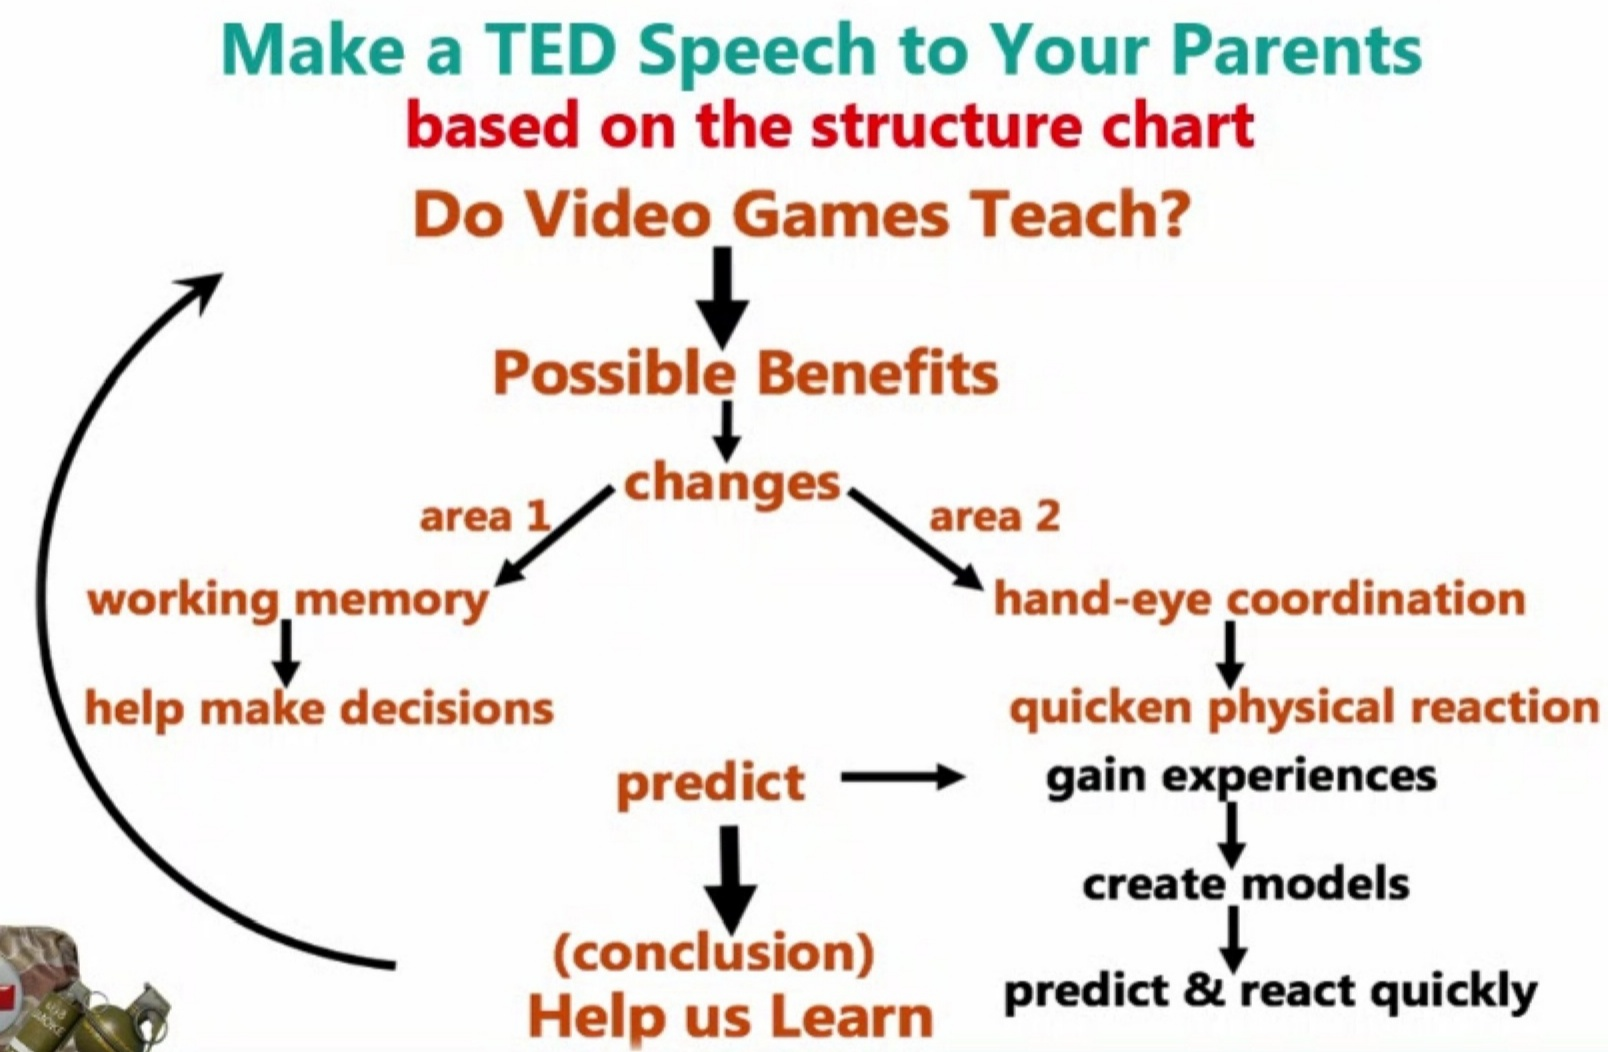 Make a TED Speech to Your Parents
based on the structure chart
Do Video Games Teach?
Possible Benefits
changes
area 1
area 2
working memory
hand-eye coordination
help make decisions
quicken physical reaction
predict
gain experiences
create models
(conclusion)
Help us Learn
predict & react quickly